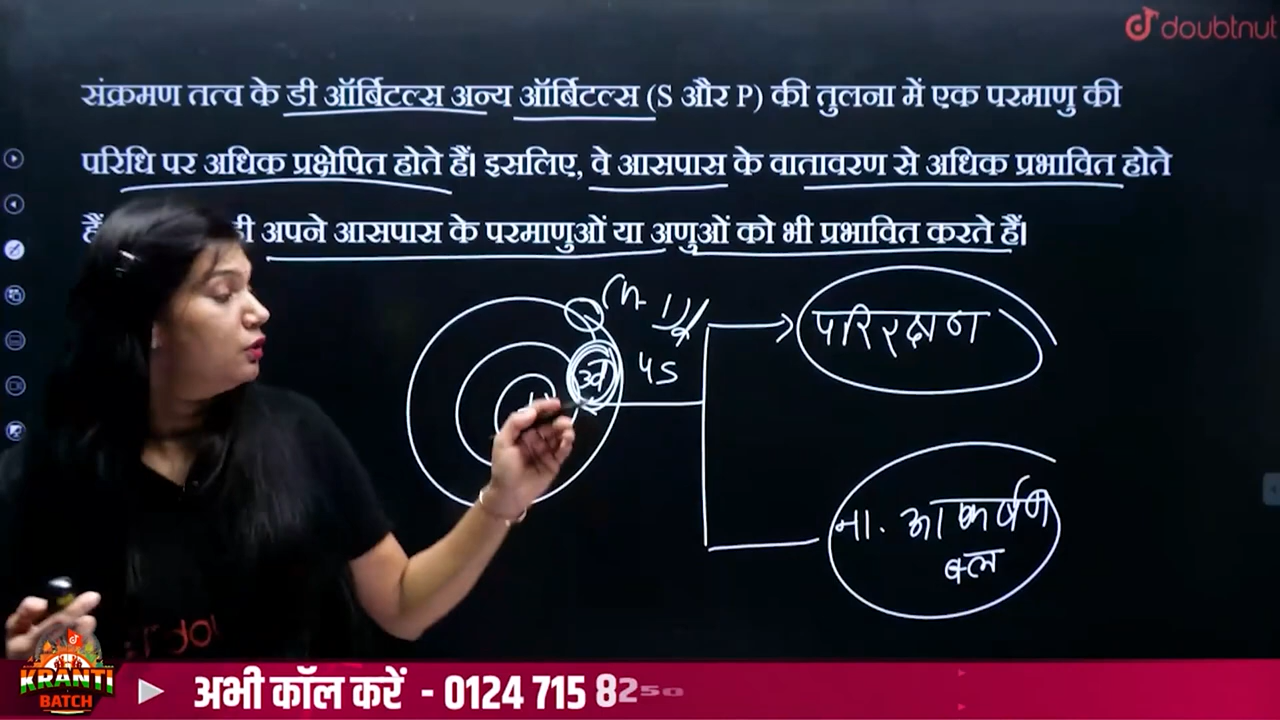 doubtnut
संक्रमण तत्व के डी ऑर्बिटल्स अन्य ऑर्बिटल्स (S और P) की तुलना में एक परमाणु की
परिधि पर अधिक प्रक्षेपित होते हैं। इसलिए, वे आसपास के वातावरण से अधिक प्रभावित होते
ही अपने आसपास के परमाणुओं या अणुओं को भी प्रभावित करते हैं।
परिरक्षण
4s
3d
ना. आकर्षण
बल
KRANTI
BATCH
अभी कॉल करें - 0124 715 8250